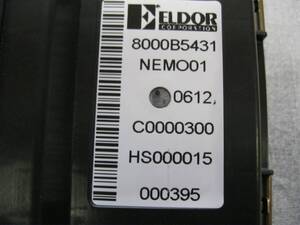 ELDOR
CORPORATION
8000B5431
NEMO01
0612,
C0000300
HS000015
000395